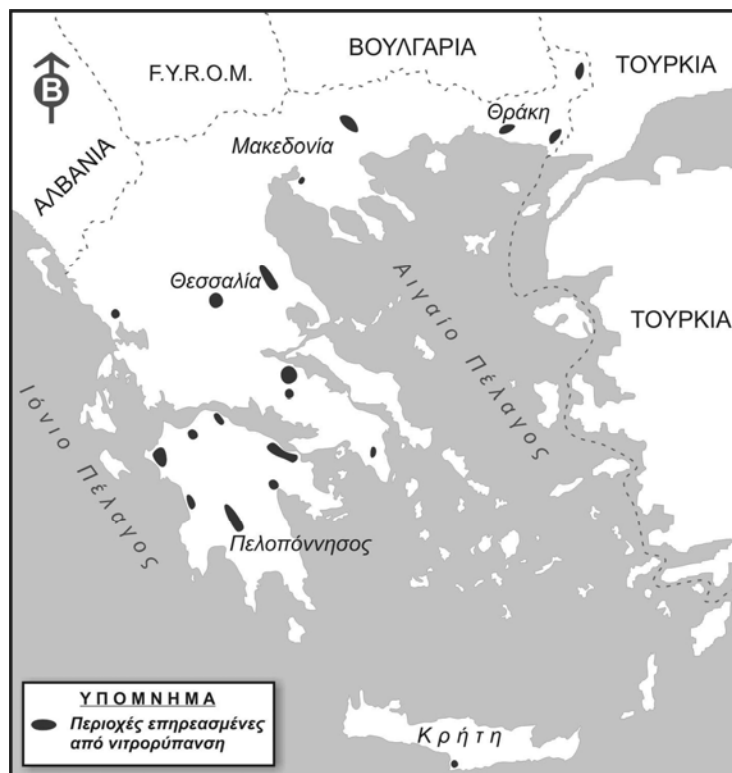 ΒΟΥΛΓΑΡΙΑ
F.Y.R.O.M.
ΤΟΥΡΚΙΑ
Β
Θράκη
Μακεδονία
ΑΛΒΑΝΙΑ
Θεσσαλία
Αιγαίο Πέλαγος
ΤΟΥΡΚΙΑ
Ιόνιο Πέλαγος
Πελοπόννησος
Κρήτη
ΥΠΟΜΝΗΜΑ
Περιοχές επηρεασμένες
από νιτρορύπανση